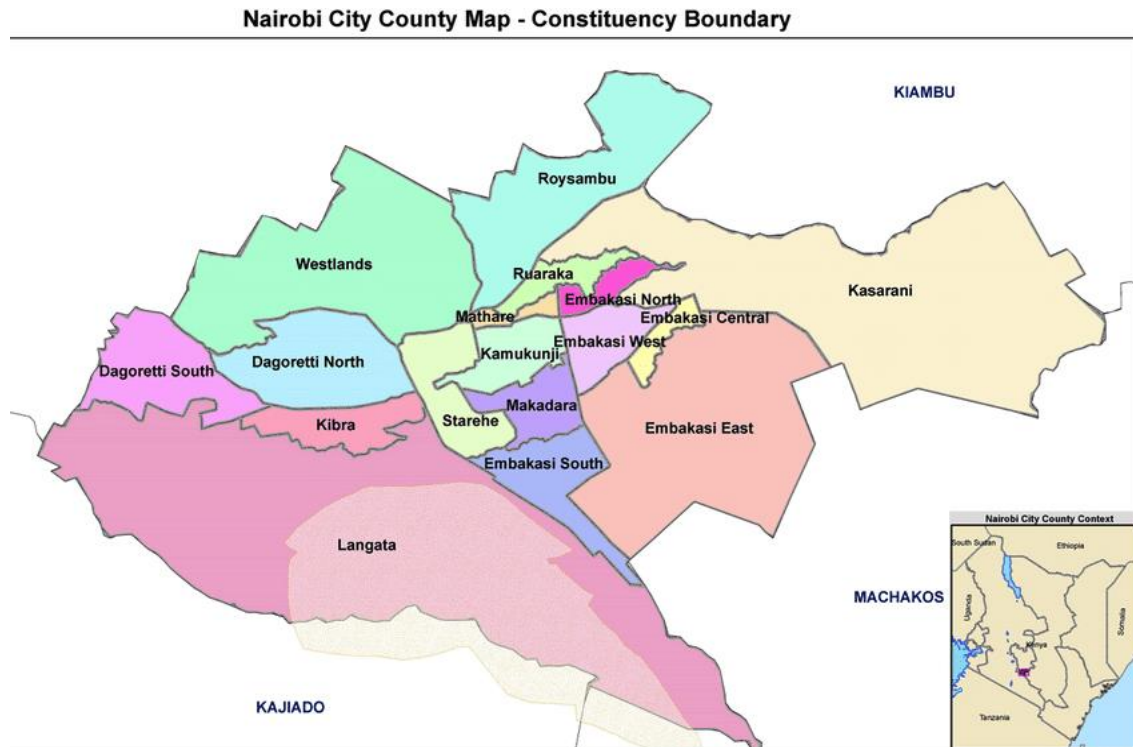 Nairobi City County Map - Constituency Boundary
KIAMBU
Roysambu
Westlands
Ruaraka
Kasarani
Embakasi North
Mathare
Embakasi Central
Embakasi West
Kamukunji
Dagoretti North
Dagoretti South
Makadara
Starehe
Kibra
Embakasi East
Embakasi South
Langata
MACHAKOS
KAJIADO
Nairobi City County Context
South Sudan
Ethiopia
Uganda
Somalia
Kenya
Tanzania